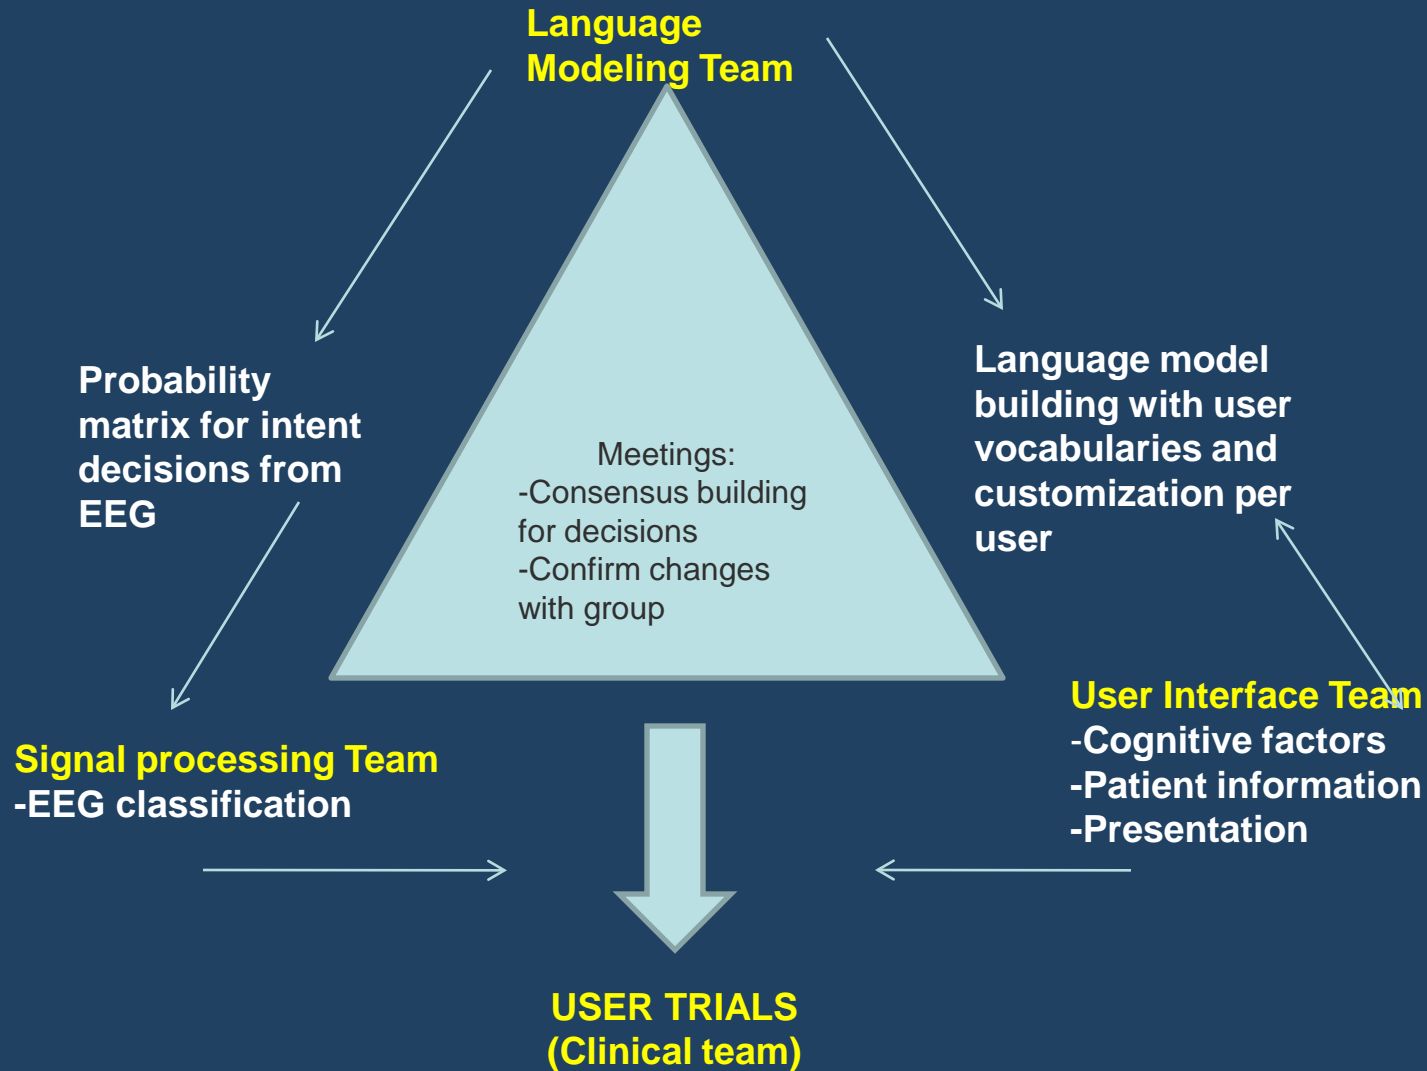 Language
Modeling Team
Probability
matrix for intent
decisions from
EEG
Language model
building with user
vocabularies and
customization per
user
Meetings:
-Consensus building
for decisions
-Confirm changes
with group
Signal processing Team
-EEG classification
User Interface Team
-Cognitive factors
-Patient information
-Presentation
USER TRIALS
(Clinical team)